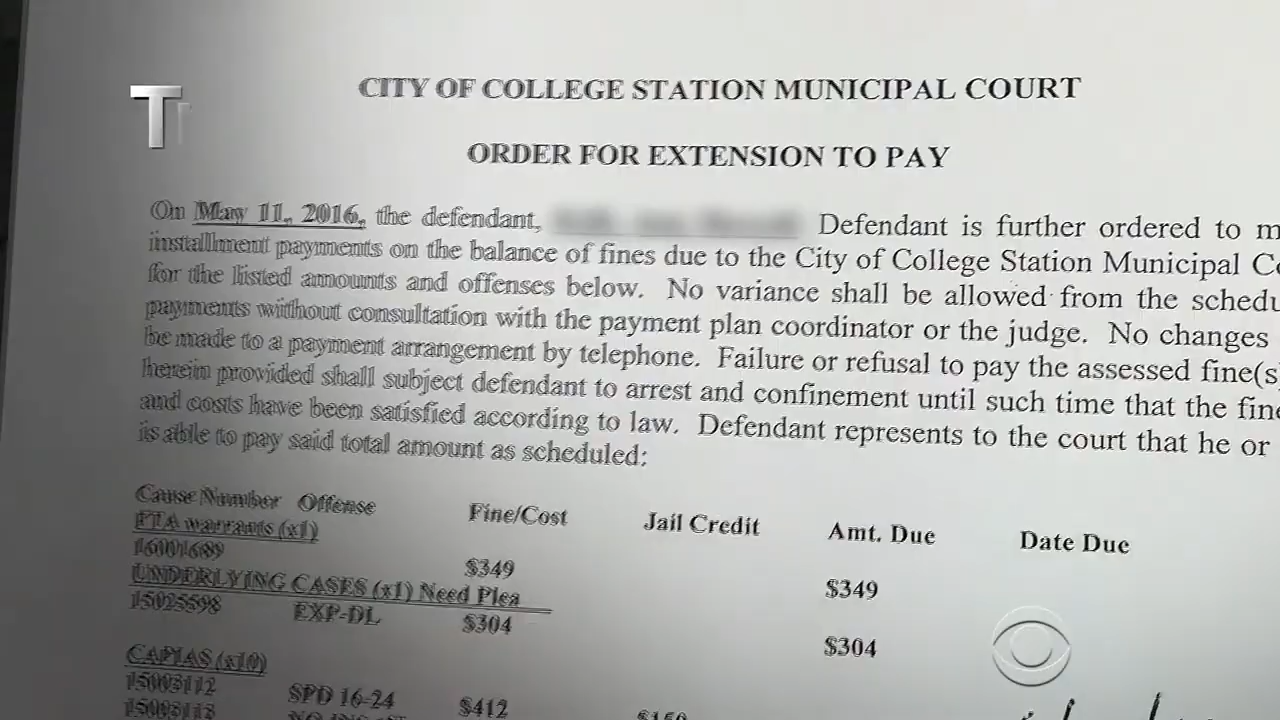 T
CITY OF COLLEGE STATION MUNICIPAL COURT
ORDER FOR EXTENSION TO PAY
On May 11, 2016, the defendant, Defendant is further ordered to m
installment payments on the balance of fines due to the City of College Station Municipal Co
for the listed amounts and offenses below. No variance shall be allowed from the schedu
payments without consultation with the payment plan coordinator or the judge. No changes
be made to a payment arrangement by telephone. Failure or refusal to pay the assessed fine(s)
herein provided shall subject defendant to arrest and confinement until such time that the fine
and costs have been satisfied according to law. Defendant represents to the court that he or
is able to pay said total amount as scheduled:
Cause Number Offense Fine/Cost Jail Credit Amt. Due Date Due
FTA warrants (x1)
16001689 $349 $349
UNDERLYING CASES (x1) Need Plea
15025598 EXP-DL $304 $304
CAPIAS (x10)
15003112 SPD 16-24 $412
15003113 $150